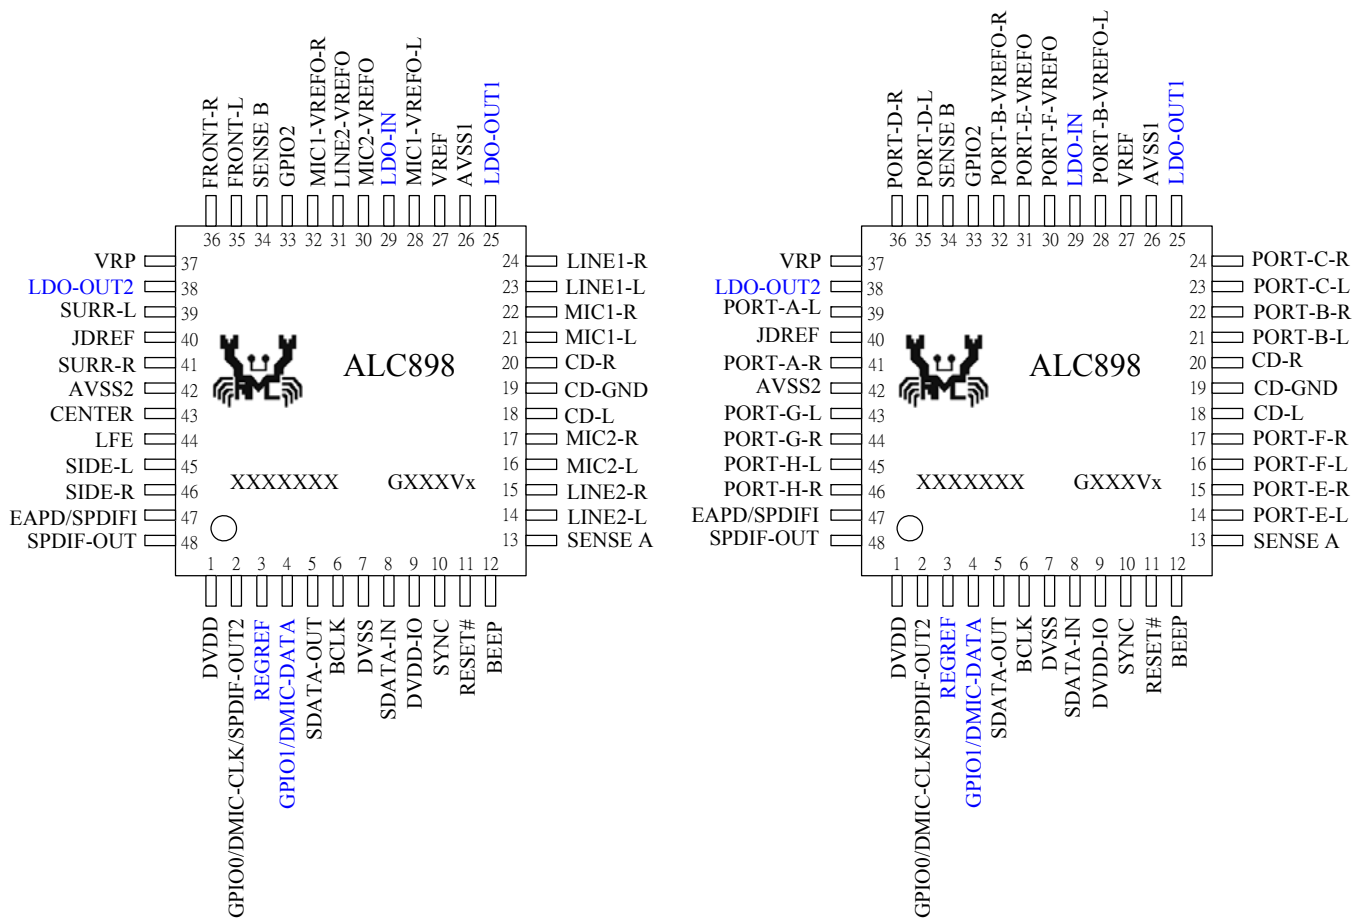 FRONT-R
FRONT-L
SENSE B
GPIO2
MIC1-VREFO-R
LINE2-VREFO
MIC2-VREFO
LDO-IN
MIC1-VREFO-L
VREF
AVSS1
LDO-OUT1
36 35 34 33 32 31 30 29 28 27 26 25
VRP 37
LDO-OUT2 38
SURR-L 39
JDREF 40
SURR-R 41
AVSS2 42
CENTER 43
LFE 44
SIDE-L 45
SIDE-R 46
EAPD/SPDIFI 47
SPDIF-OUT 48
ALC898
XXXXXXX GXXXVx
24 LINE1-R
23 LINE1-L
22 MIC1-R
21 MIC1-L
20 CD-R
19 CD-GND
18 CD-L
17 MIC2-R
16 MIC2-L
15 LINE2-R
14 LINE2-L
13 SENSE A
1 2 3 4 5 6 7 8 9 10 11 12
DVDD
GPIO0/DMIC-CLK/SPDIF-OUT2
REGREF
GPIO1/DMIC-DATA
SDATA-OUT
BCLK
DVSS
SDATA-IN
DVDD-IO
SYNC
RESET#
BEEP
PORT-D-R
PORT-D-L
SENSE B
GPIO2
PORT-B-VREFO-R
PORT-E-VREFO
PORT-F-VREFO
LDO-IN
PORT-B-VREFO-L
VREF
AVSS1
LDO-OUT1
36 35 34 33 32 31 30 29 28 27 26 25
VRP 37
LDO-OUT2 38
PORT-A-L 39
JDREF 40
PORT-A-R 41
AVSS2 42
PORT-G-L 43
PORT-G-R 44
PORT-H-L 45
PORT-H-R 46
EAPD/SPDIFI 47
SPDIF-OUT 48
ALC898
XXXXXXX GXXXVx
24 PORT-C-R
23 PORT-C-L
22 PORT-B-R
21 PORT-B-L
20 CD-R
19 CD-GND
18 CD-L
17 PORT-F-R
16 PORT-F-L
15 PORT-E-R
14 PORT-E-L
13 SENSE A
1 2 3 4 5 6 7 8 9 10 11 12
DVDD
GPIO0/DMIC-CLK/SPDIF-OUT2
REGREF
GPIO1/DMIC-DATA
SDATA-OUT
BCLK
DVSS
SDATA-IN
DVDD-IO
SYNC
RESET#
BEEP